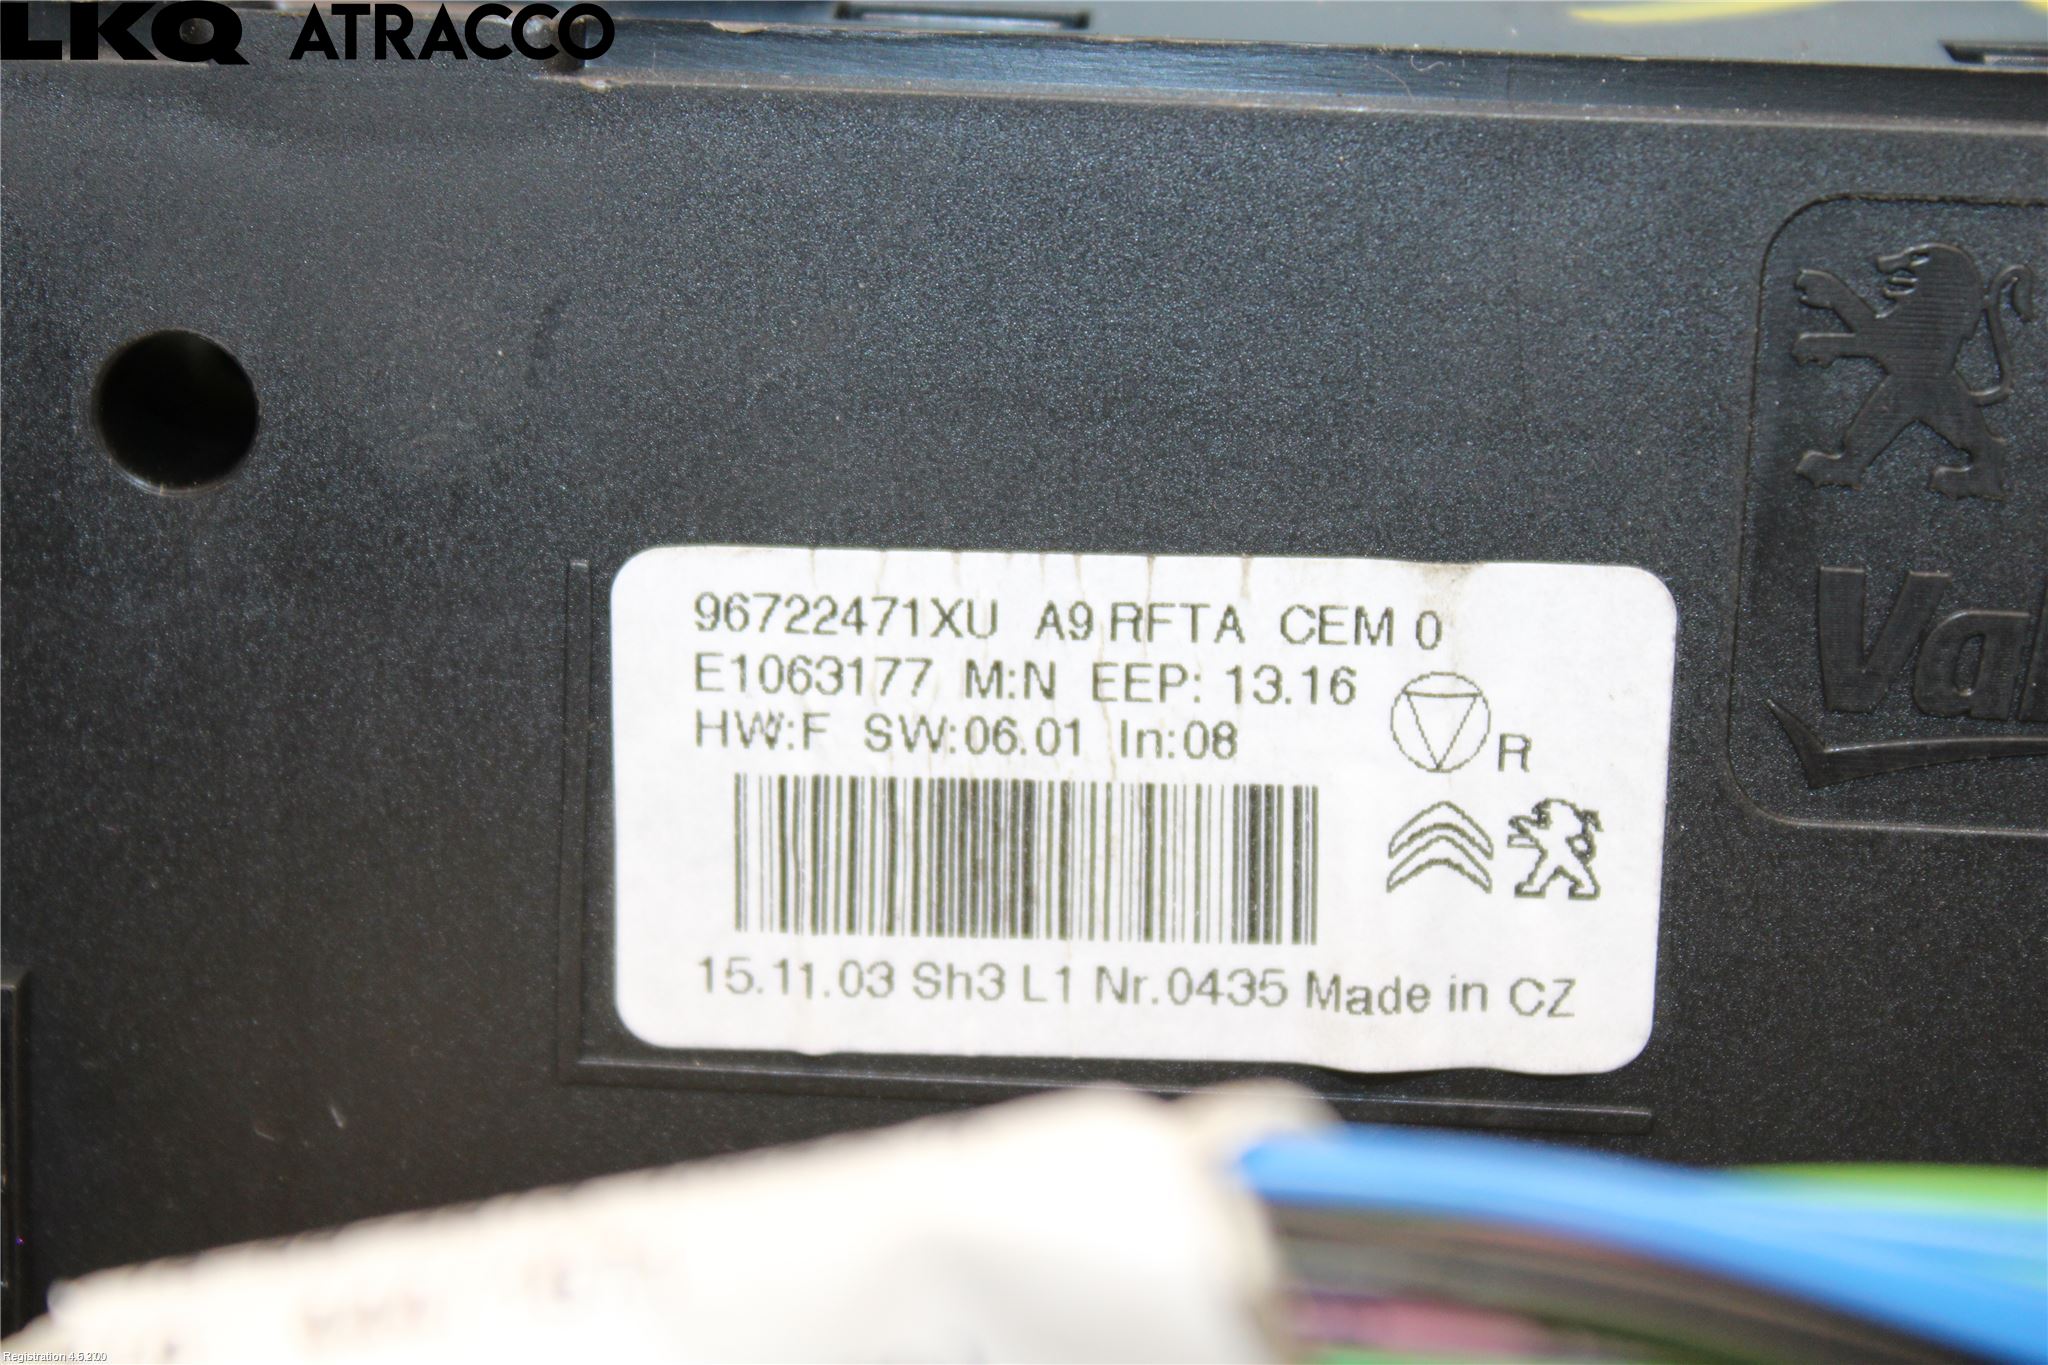 LKQ ATRACCO
96722471XU A9 RFTA CEM 0
E1063177 M:N EEP: 13.16
HW:F SW:06.01 In:08
R
15.11.03 Sh3 L1 Nr.0435 Made in CZ
Val